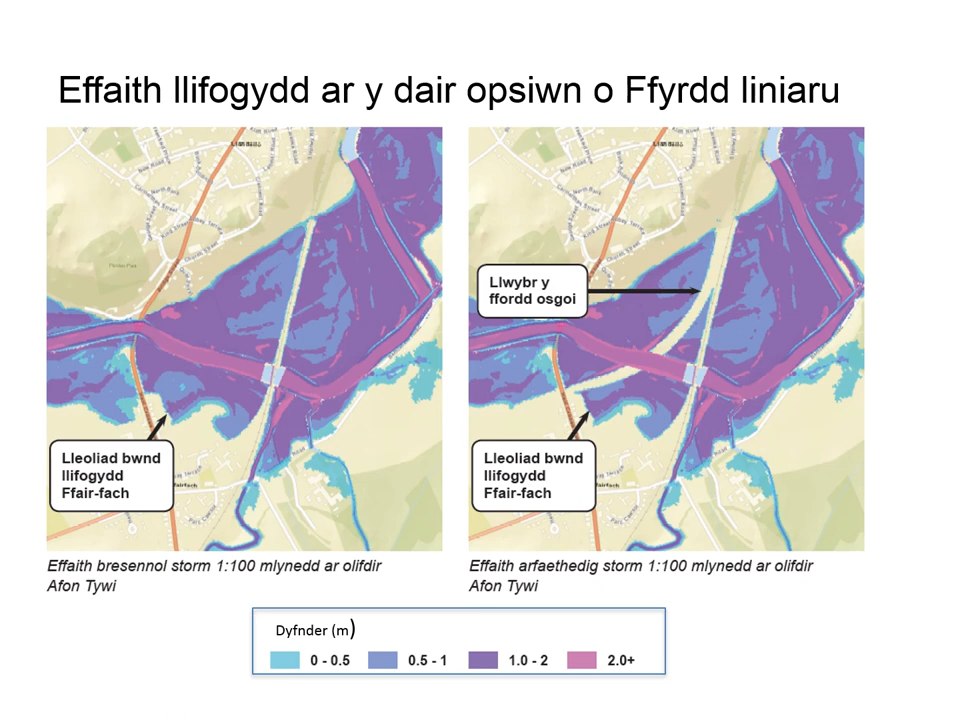 Effaith llifogydd ar y dair opsiwn o Ffyrdd liniaru
Llwybr y
ffordd osgoi
Lleoliad bwnd
llifogydd
Ffair-fach
Lleoliad bwnd
llifogydd
Ffair-fach
Effaith bresennol storm 1:100 mlynedd ar olifdir
Afon Tywi
Effaith arfaethedig storm 1:100 mlynedd ar olifdir
Afon Tywi
Dyfnder (m)
0 - 0.5
0.5 - 1
1.0 - 2
2.0+